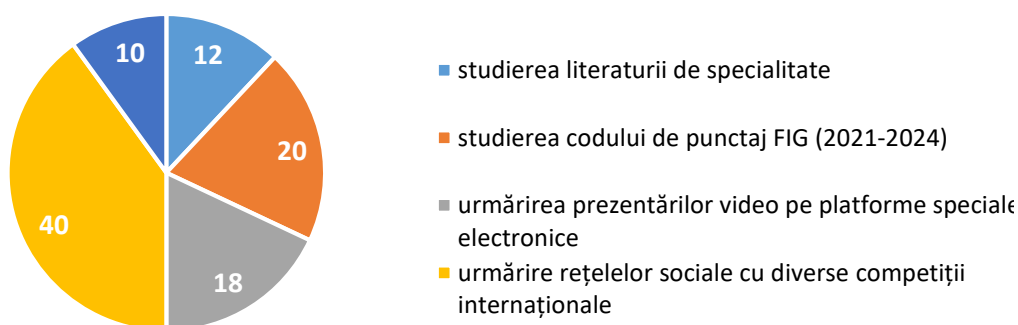 10
12
20
40
18
studierea literaturii de specialitate
studierea codului de punctaj FIG (2021-2024)
urmărirea prezentărilor video pe platforme speciale
electronice
urmărire rețelelor sociale cu diverse competiții
internaționale